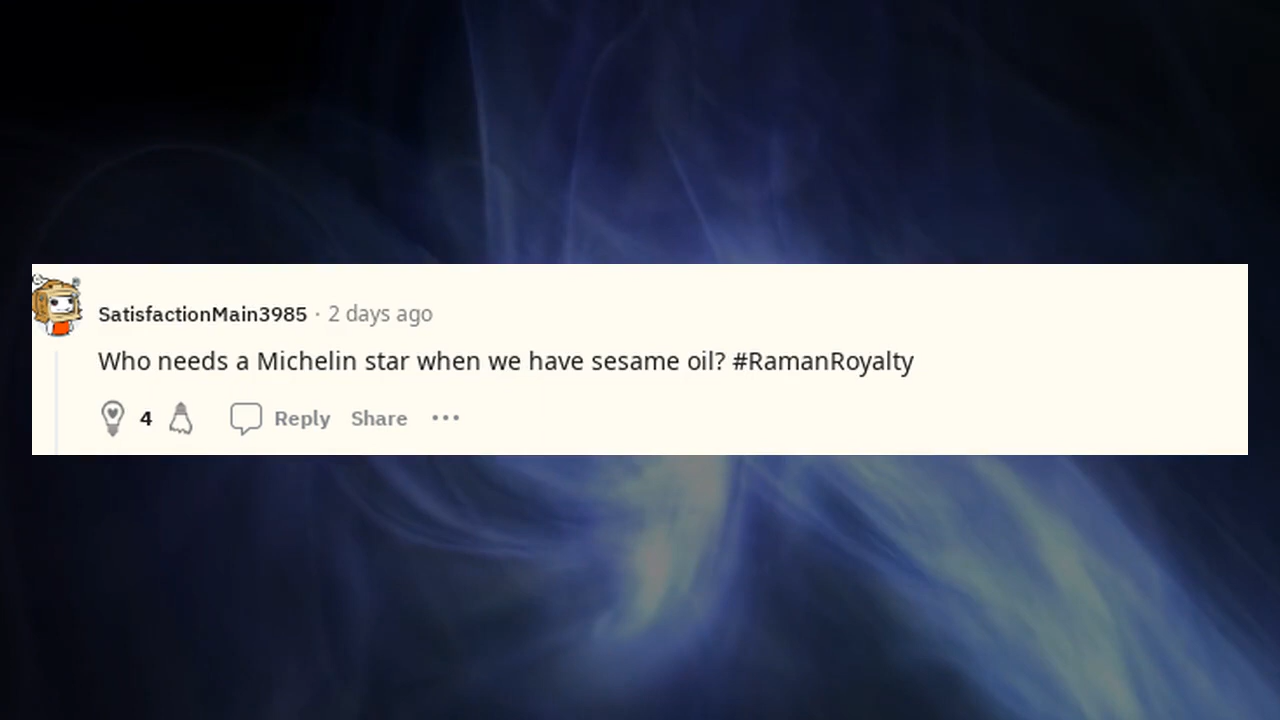 SatisfactionMain3985 · 2 days ago
Who needs a Michelin star when we have sesame oil? #RamanRoyalty
4 Reply Share